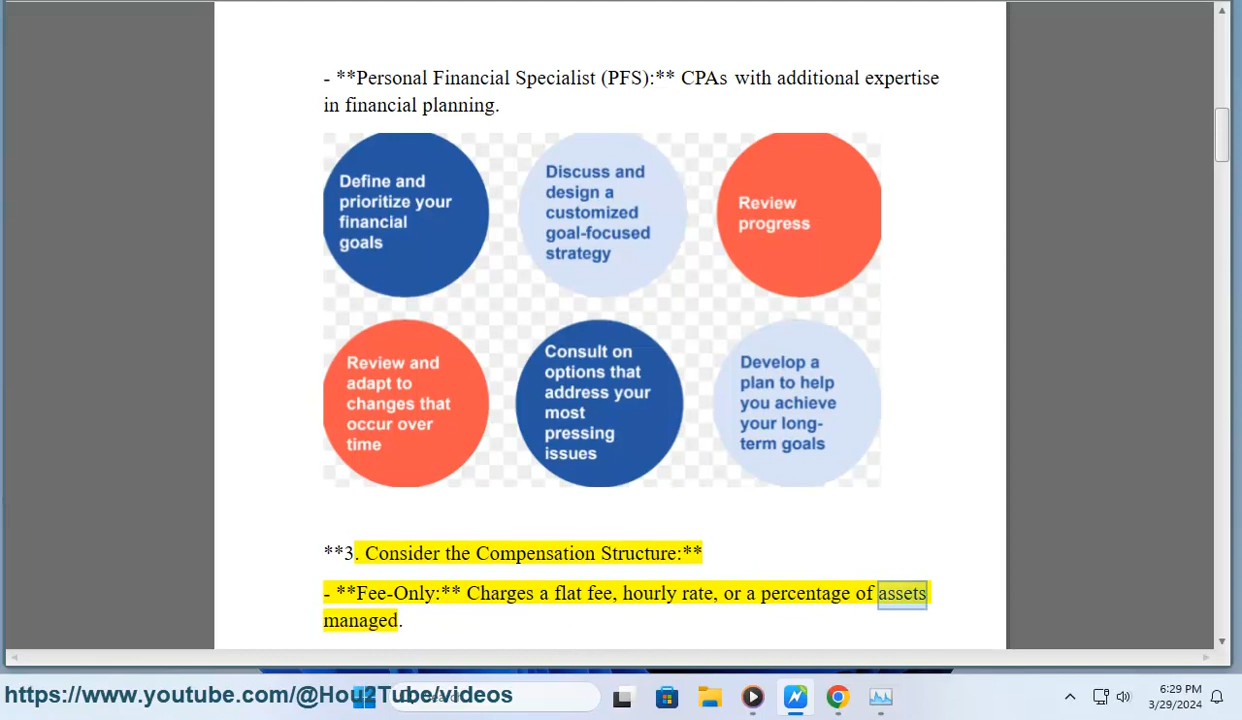 - **Personal Financial Specialist (PFS):** CPAs with additional expertise
in financial planning.
Define and
prioritize your
financial
goals
Discuss and
design a
customized
goal-focused
strategy
Review
progress
Review and
adapt to
changes that
occur over
time
Consult on
options that
address your
most
pressing
issues
Develop a
plan to help
you achieve
your long-
term goals
**3. Consider the Compensation Structure:**
- **Fee-Only:** Charges a flat fee, hourly rate, or a percentage of assets
managed.
https://www.youtube.com/@Hou2Tube/videos
6:29 PM
3/29/2024